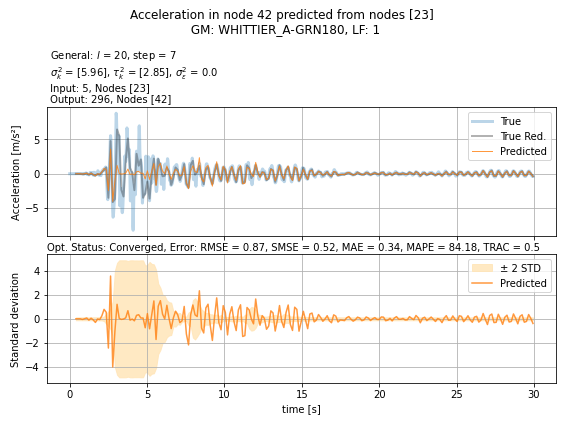 Acceleration in node 42 predicted from nodes [23]
GM: WHITTIER_A-GRN180, LF: 1
General: l = 20, step = 7
σ²ₖ = [5.96], τ²ₖ = [2.85], σ²ε = 0.0
Input: 5, Nodes [23]
Output: 296, Nodes [42]
Acceleration [m/s²]
5
0
−5
True
True Red.
Predicted
Opt. Status: Converged, Error: RMSE = 0.87, SMSE = 0.52, MAE = 0.34, MAPE = 84.18, TRAC = 0.5
Standard deviation
4
2
0
−2
−4
± 2 STD
Predicted
0 5 10 15 20 25 30
time [s]